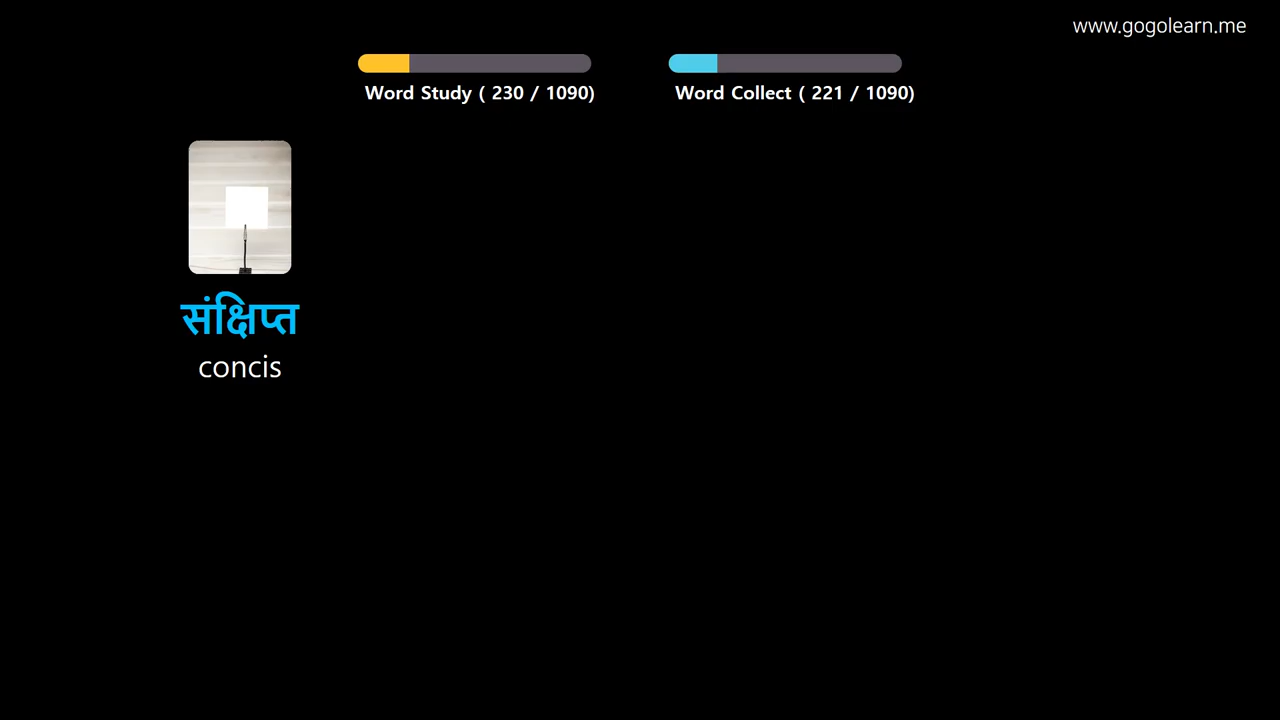 www.gogolearn.me
Word Study ( 230 / 1090)
Word Collect ( 221 / 1090)
संक्षिप्त
concis